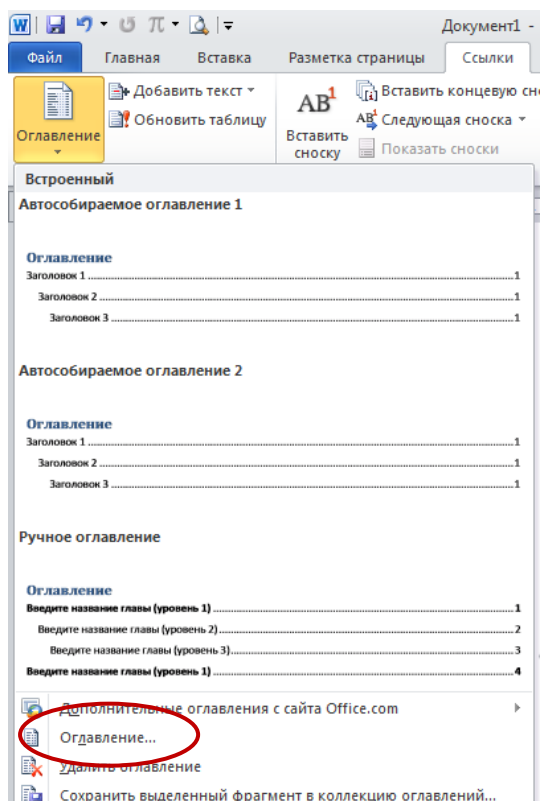 W π Документ1 -
Файл Главная Вставка Разметка страницы Ссылки
Оглавление
Добавить текст
Обновить таблицу
AB1
Вставить сноску
Вставить концевую сн
AB1 Следующая сноска
Показать сноски
Встроенный
Автособираемое оглавление 1
Оглавление
Заголовок 1 ........ 1
Заголовок 2 ........ 1
Заголовок 3 ........ 1
Автособираемое оглавление 2
Оглавление
Заголовок 1 ........ 1
Заголовок 2 ........ 1
Заголовок 3 ........ 1
Ручное оглавление
Оглавление
Введите название главы (уровень 1) ........ 1
Введите название главы (уровень 2) ........ 2
Введите название главы (уровень 3) ........ 3
Введите название главы (уровень 1) ........ 4
Дополнительные оглавления с сайта Office.com
Оглавление...
Удалить оглавление
Сохранить выделенный фрагмент в коллекцию оглавлений...